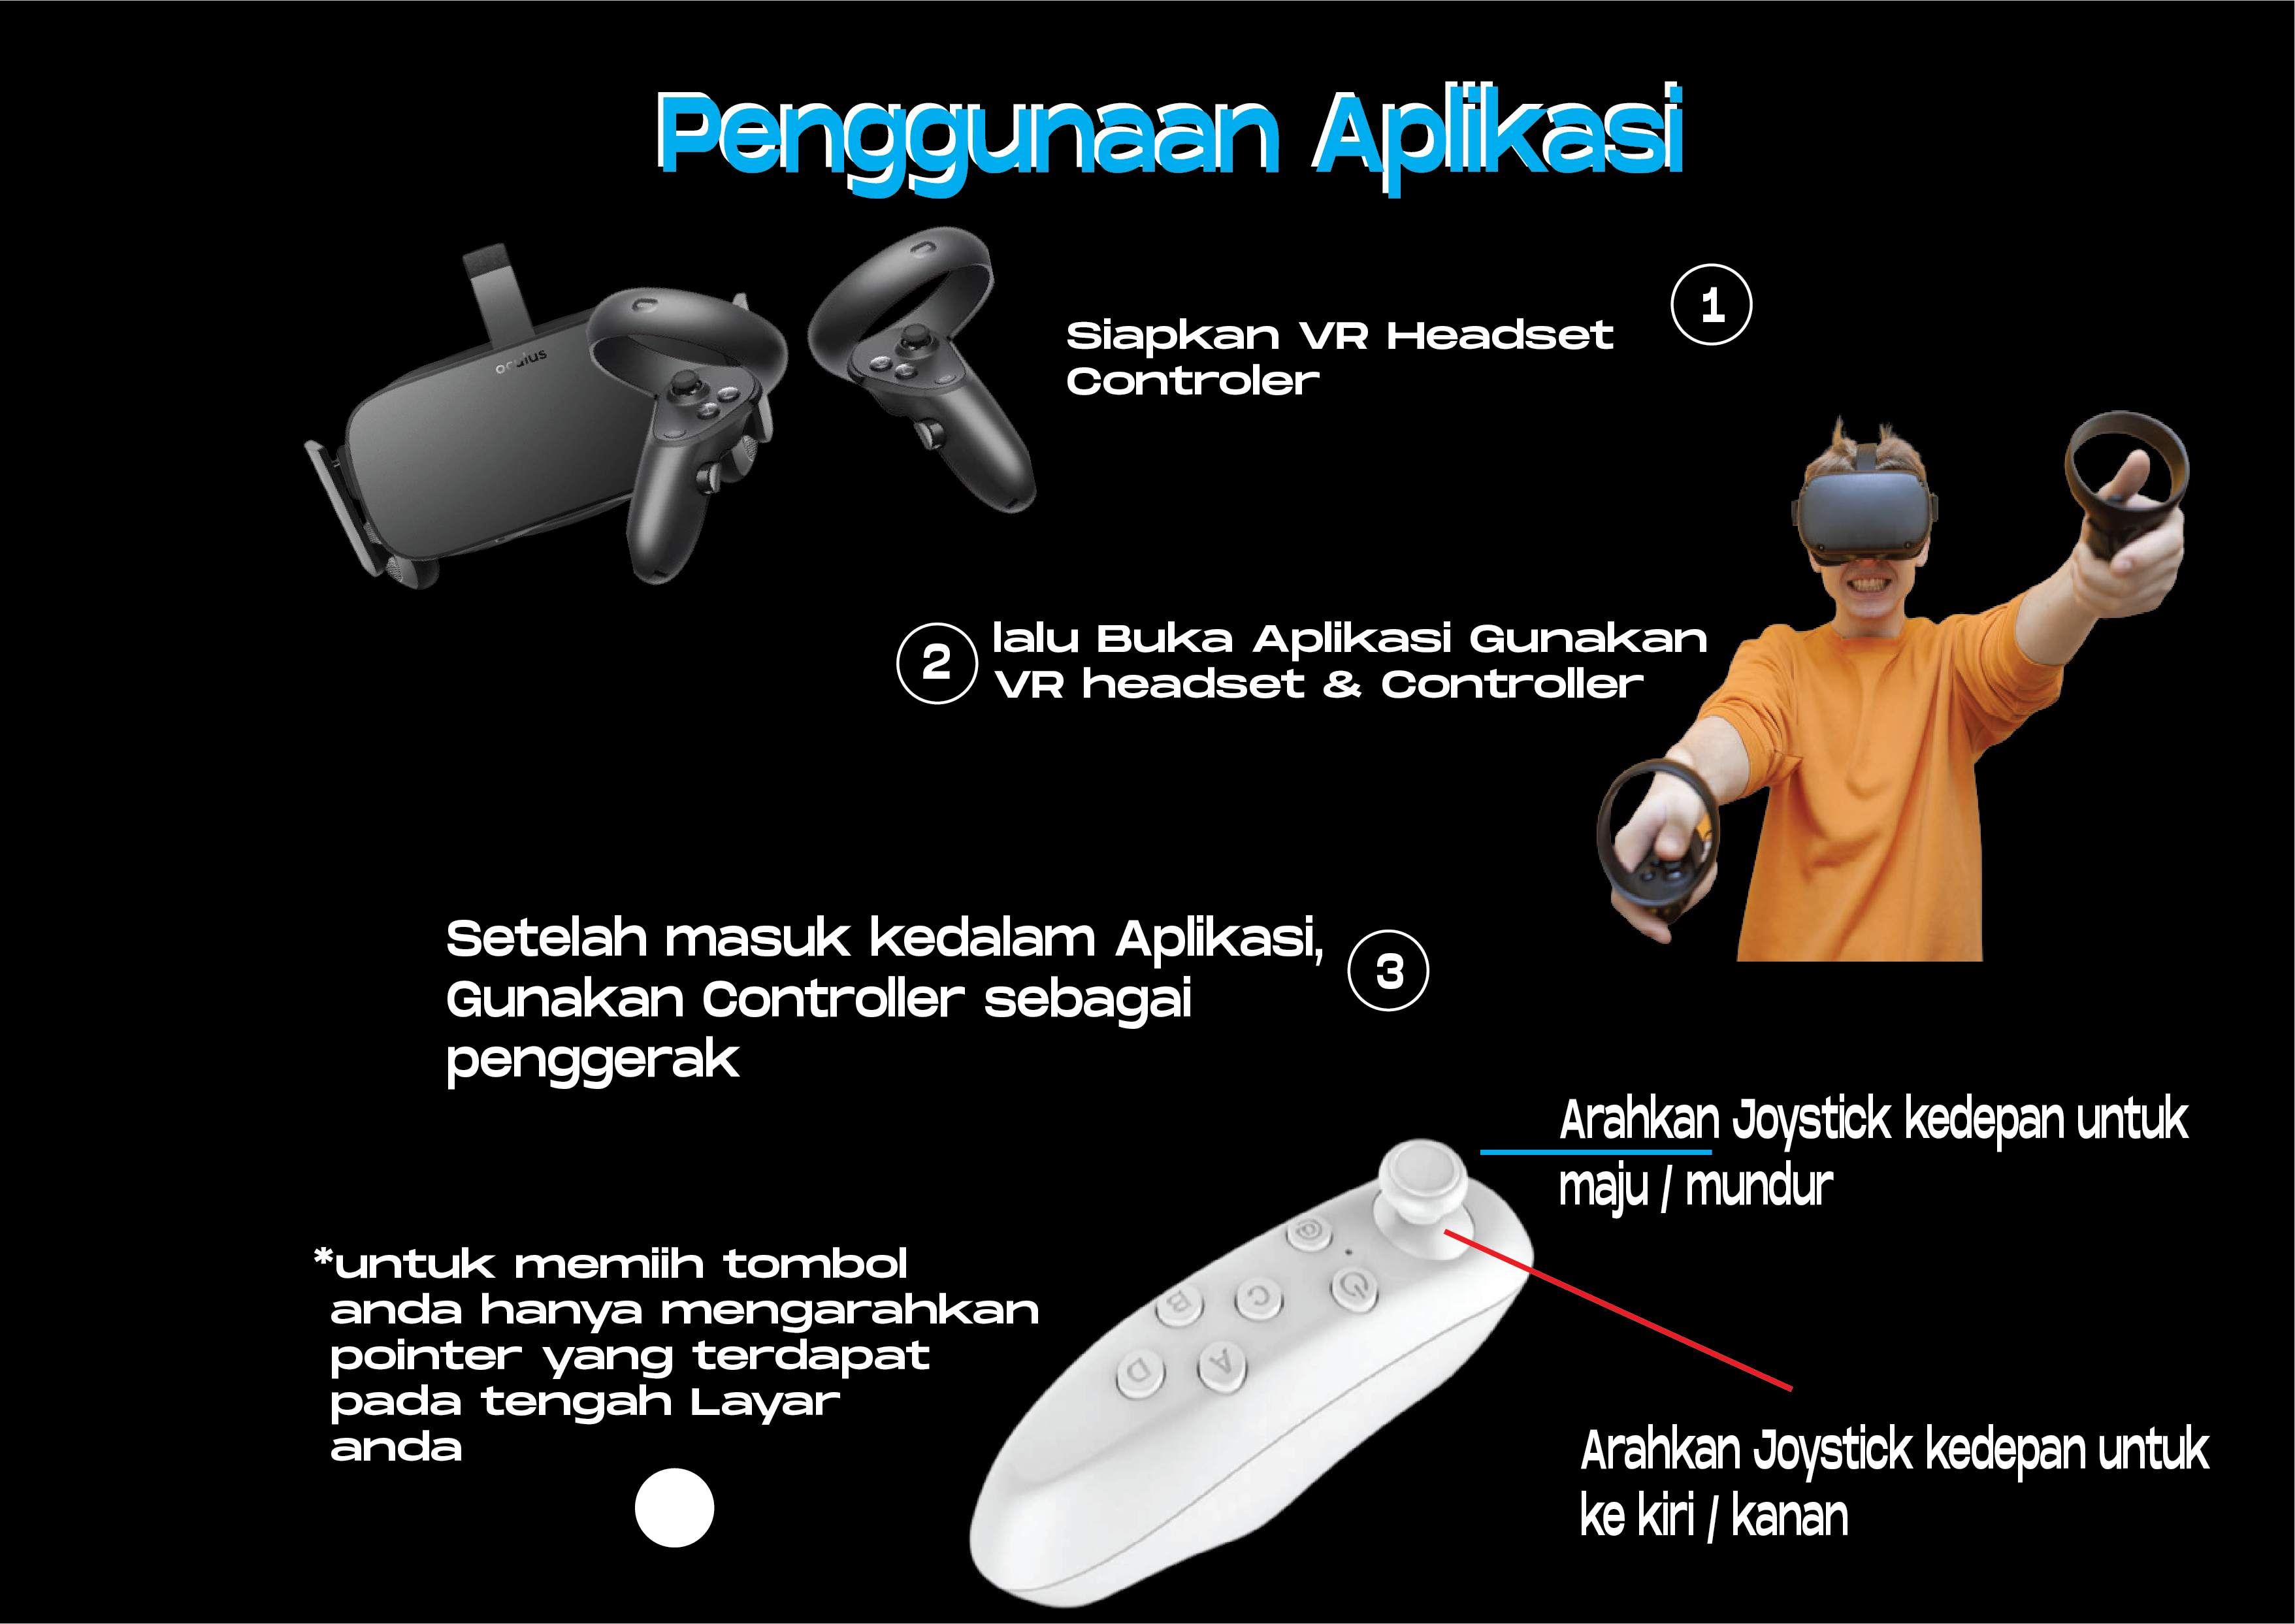 Penggunaan Aplikasi
oculus
Siapkan VR Headset
Controler
1
2
lalu Buka Aplikasi Gunakan
VR headset & Controller
Setelah masuk kedalam Aplikasi,
Gunakan Controller sebagai
penggerak
3
Arahkan Joystick kedepan untuk
maju / mundur
*untuk memiih tombol
anda hanya mengarahkan
pointer yang terdapat
pada tengah Layar
anda
@
B
C
D
A
Arahkan Joystick kedepan untuk
ke kiri / kanan